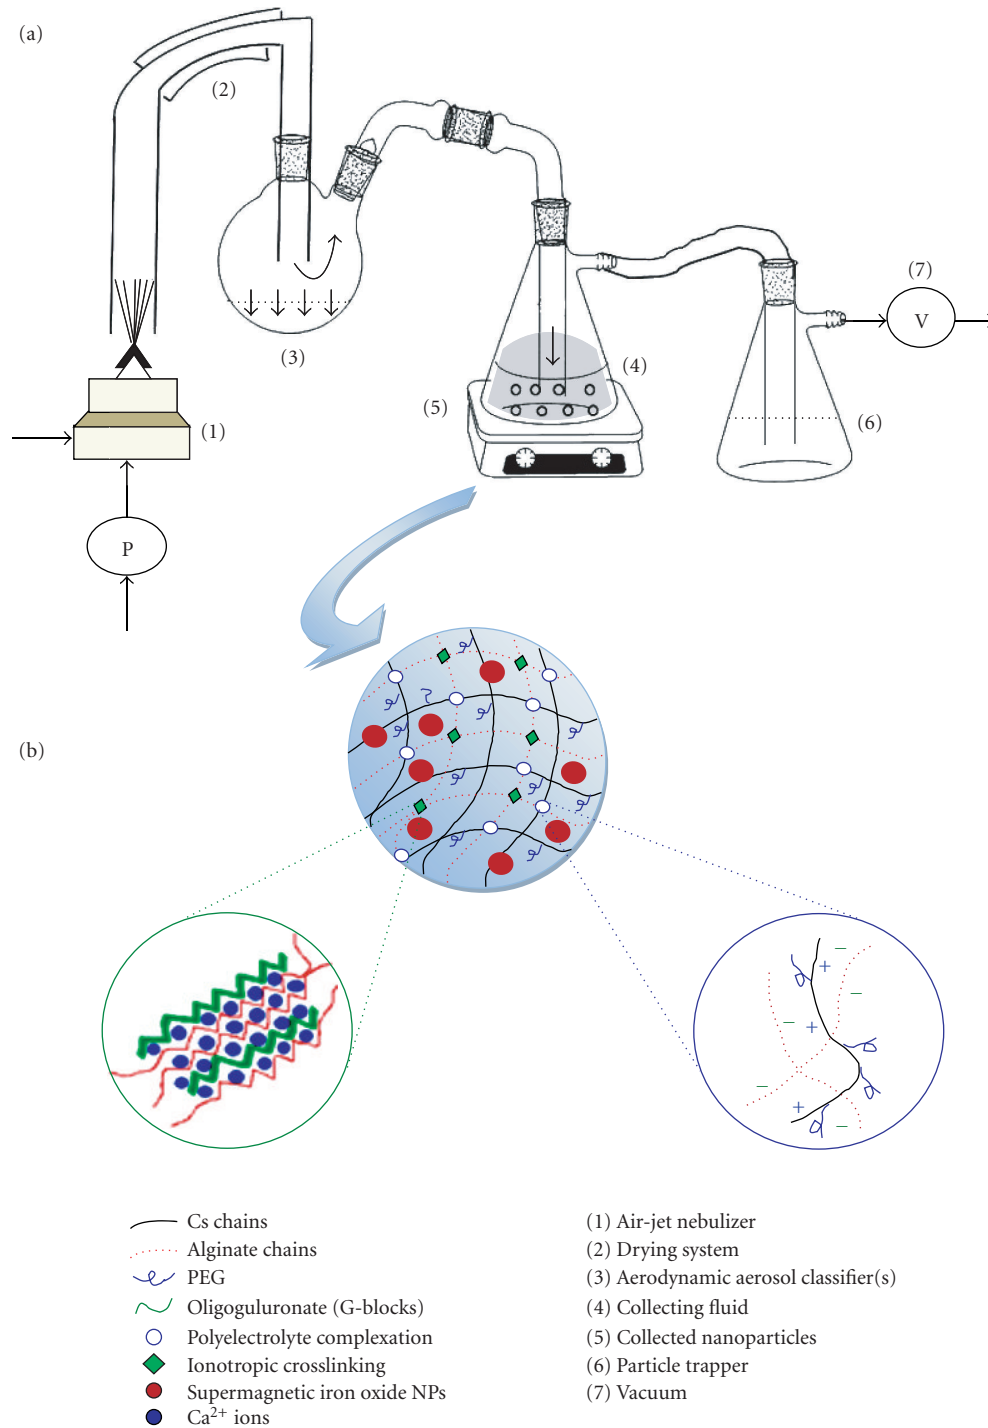 (a)
(2)
(7)
V
(3)
(4)
(5)
(6)
(1)
P
(b)
+
−
−
−
+
−
+
−
Cs chains
Alginate chains
PEG
Oligoguluronate (G-blocks)
Polyelectrolyte complexation
Ionotropic crosslinking
Supermagnetic iron oxide NPs
Ca²⁺ ions
(1) Air-jet nebulizer
(2) Drying system
(3) Aerodynamic aerosol classifier(s)
(4) Collecting fluid
(5) Collected nanoparticles
(6) Particle trapper
(7) Vacuum